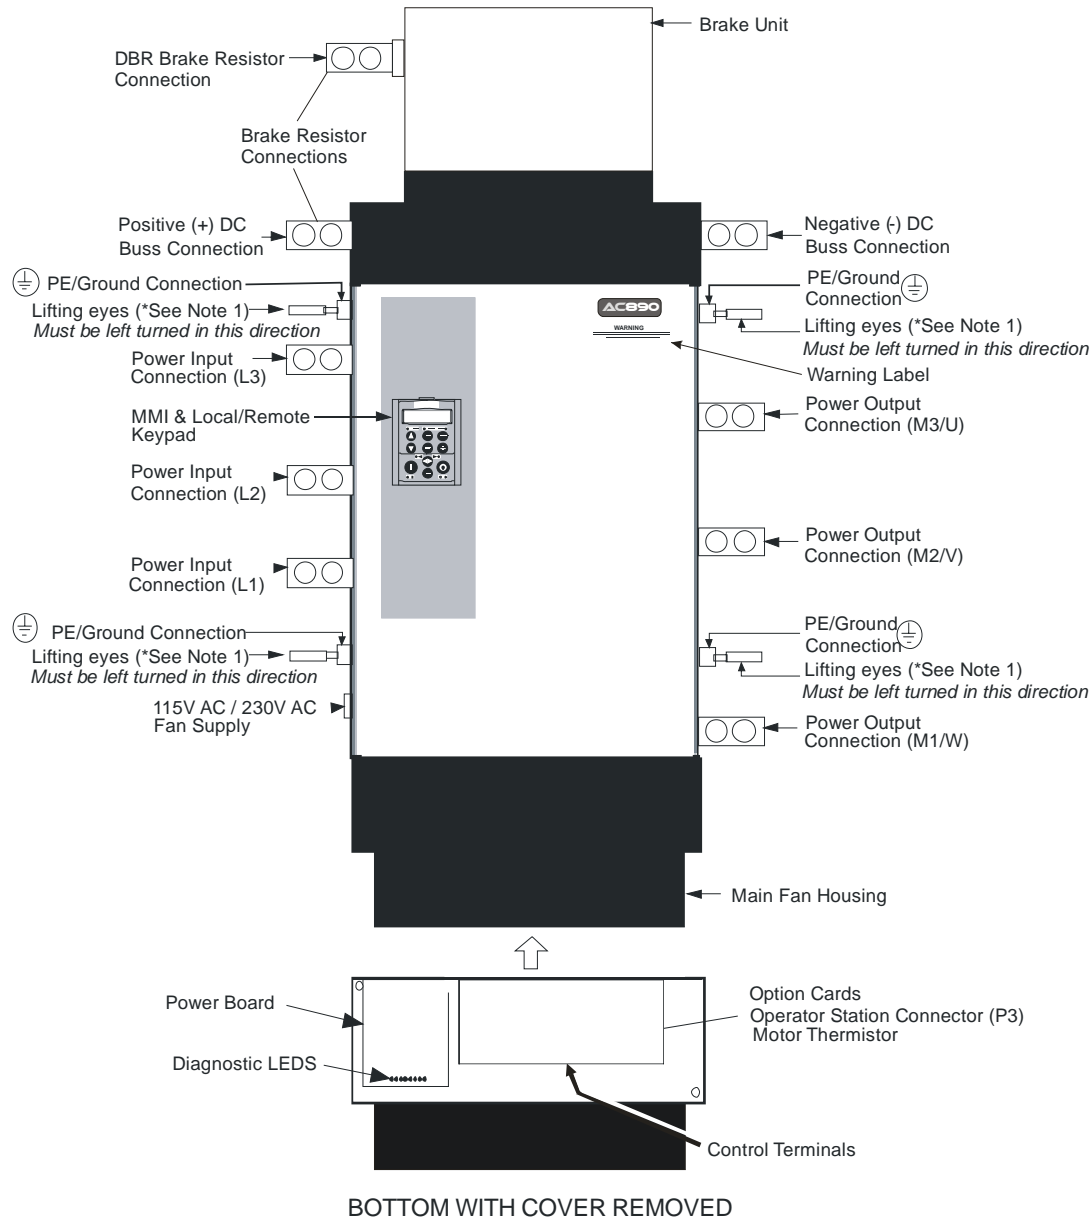 Brake Unit
DBR Brake Resistor
Connection
Brake Resistor
Connections
Positive (+) DC
Buss Connection
Negative (-) DC
Buss Connection
PE/Ground Connection
Lifting eyes (*See Note 1)
Must be left turned in this direction
PE/Ground
Connection
Lifting eyes (*See Note 1)
Must be left turned in this direction
AC890
WARNING
Warning Label
Power Input
Connection (L3)
MMI & Local/Remote
Keypad
Power Output
Connection (M3/U)
Power Input
Connection (L2)
Power Output
Connection (M2/V)
Power Input
Connection (L1)
PE/Ground Connection
Lifting eyes (*See Note 1)
Must be left turned in this direction
PE/Ground
Connection
Lifting eyes (*See Note 1)
Must be left turned in this direction
115V AC / 230V AC
Fan Supply
Power Output
Connection (M1/W)
Main Fan Housing
Power Board
Diagnostic LEDS
Option Cards
Operator Station Connector (P3)
Motor Thermistor
Control Terminals
BOTTOM WITH COVER REMOVED